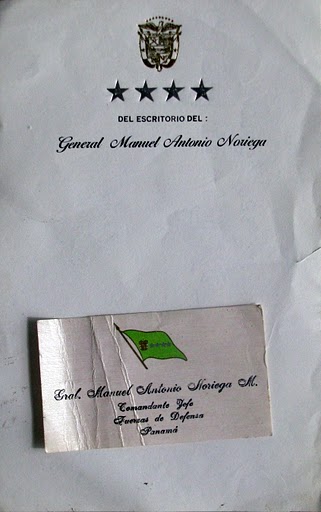 DEL ESCRITORIO DEL :
General Manuel Antonio Noriega
Gral. Manuel Antonio Noriega M.
Comandante Jefe
Fuerzas de Defensa
Panamá